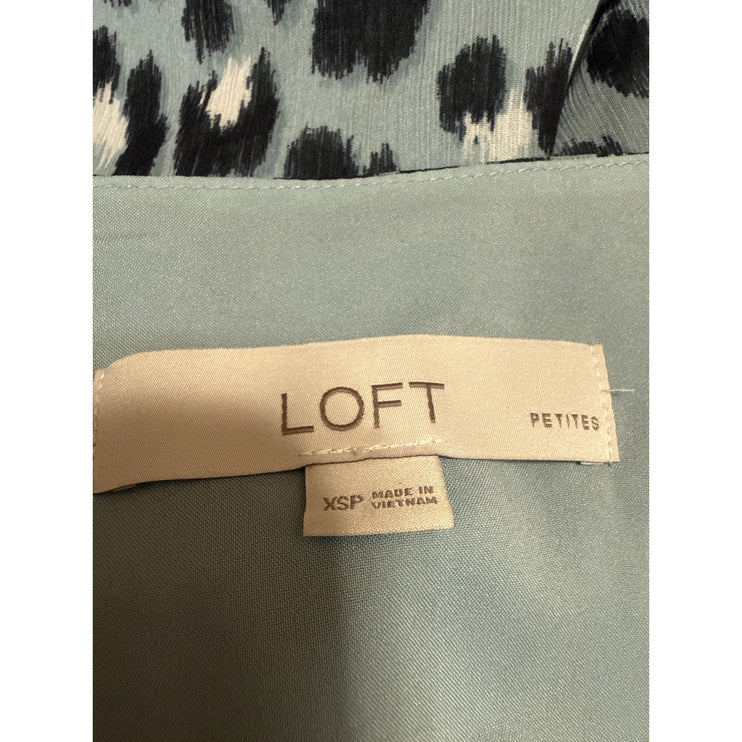 LOFT PETITES
XSP MADE IN
VIETNAM